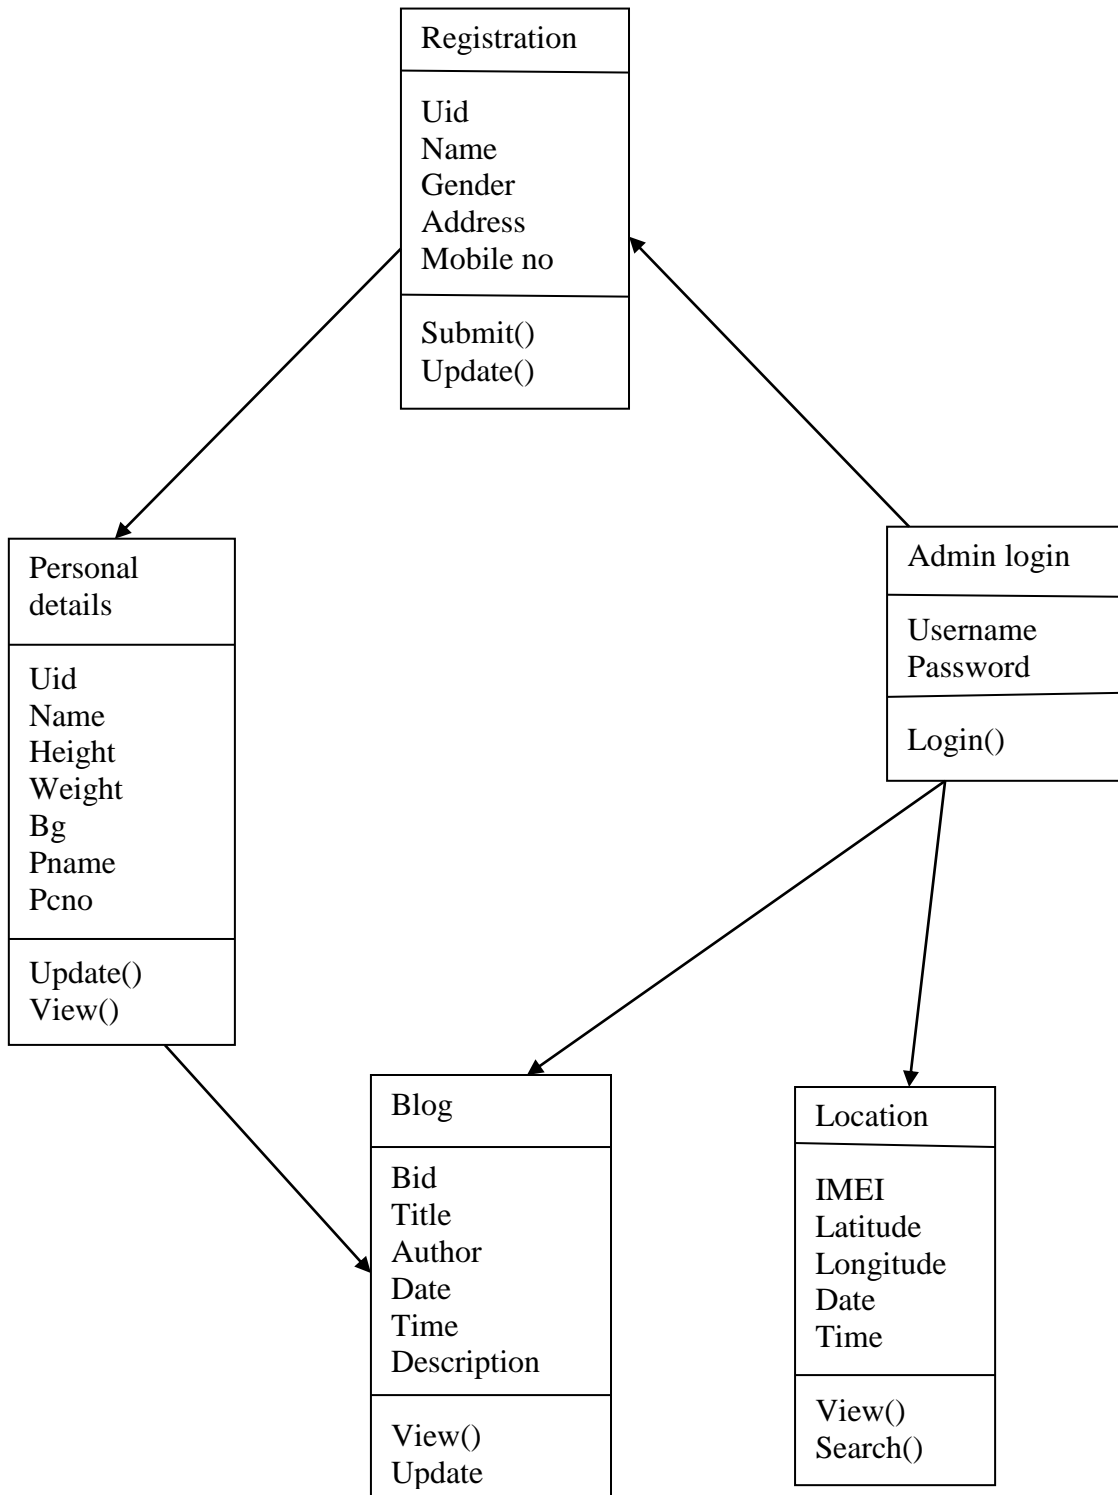 Registration
Uid
Name
Gender
Address
Mobile no
Submit()
Update()
Personal
details
Uid
Name
Height
Weight
Bg
Pname
Pcno
Update()
View()
Admin login
Username
Password
Login()
Blog
Bid
Title
Author
Date
Time
Description
View()
Update
Location
IMEI
Latitude
Longitude
Date
Time
View()
Search()